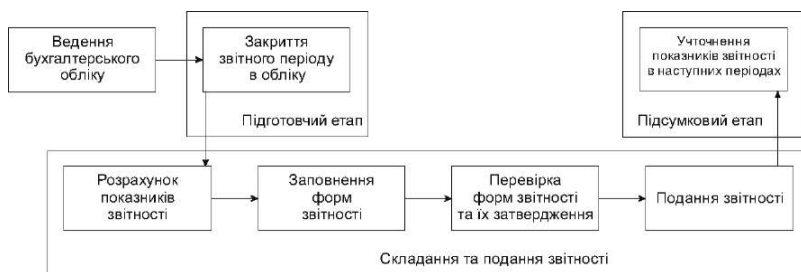 Ведення
бухгалтерського
обліку
Закриття
звітного періоду
в обліку
Підготовчий етап
Уточнення
показників звітності
в наступних періодах
Підсумковий етап
Розрахунок
показників
звітності
Заповнення
форм
звітності
Перевірка
форм звітності
та їх затвердження
Подання
звітності
Складання та подання звітності